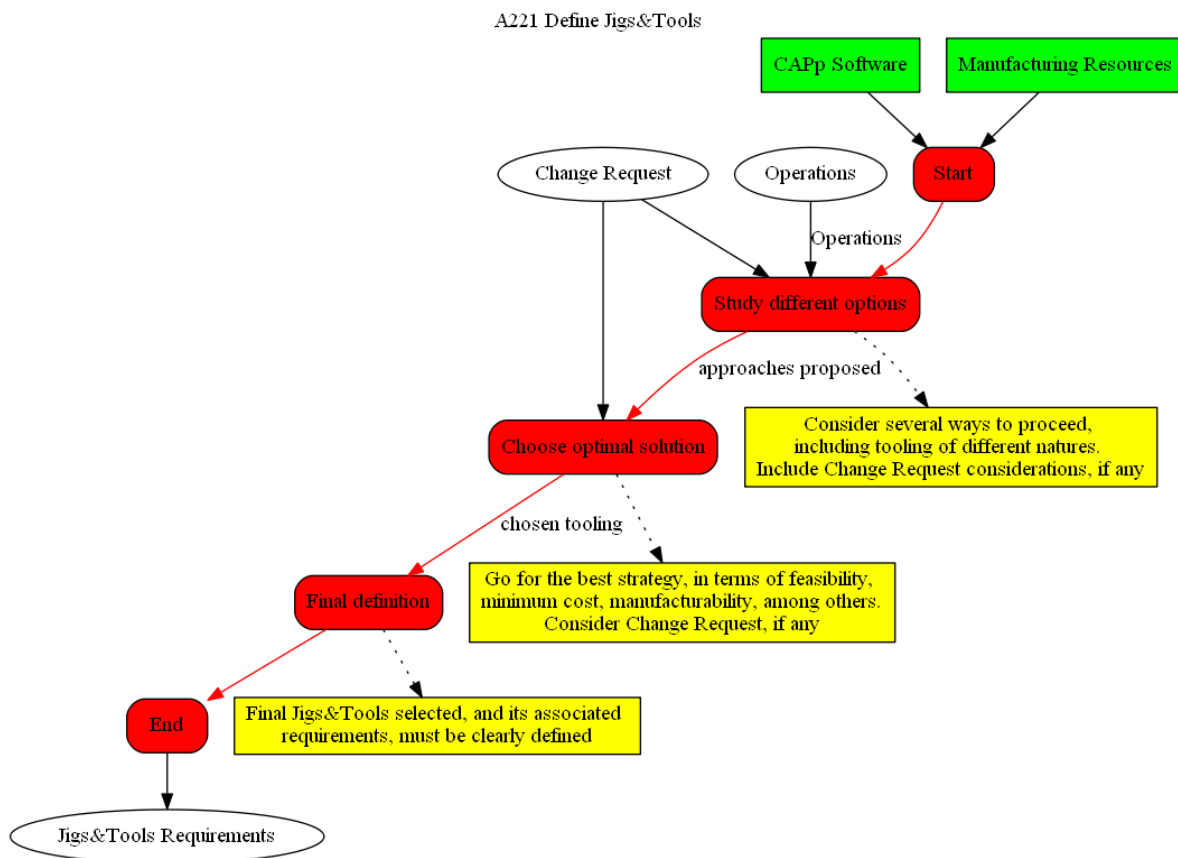 A221 Define Jigs&Tools
CAPp Software
Manufacturing Resources
Change Request
Operations
Start
Operations
Study different options
approaches proposed
Choose optimal solution
Consider several ways to proceed,
including tooling of different natures.
Include Change Request considerations, if any
chosen tooling
Final definition
Go for the best strategy, in terms of feasibility,
minimum cost, manufacturability, among others.
Consider Change Request, if any
End
Final Jigs&Tools selected, and its associated
requirements, must be clearly defined
Jigs&Tools Requirements